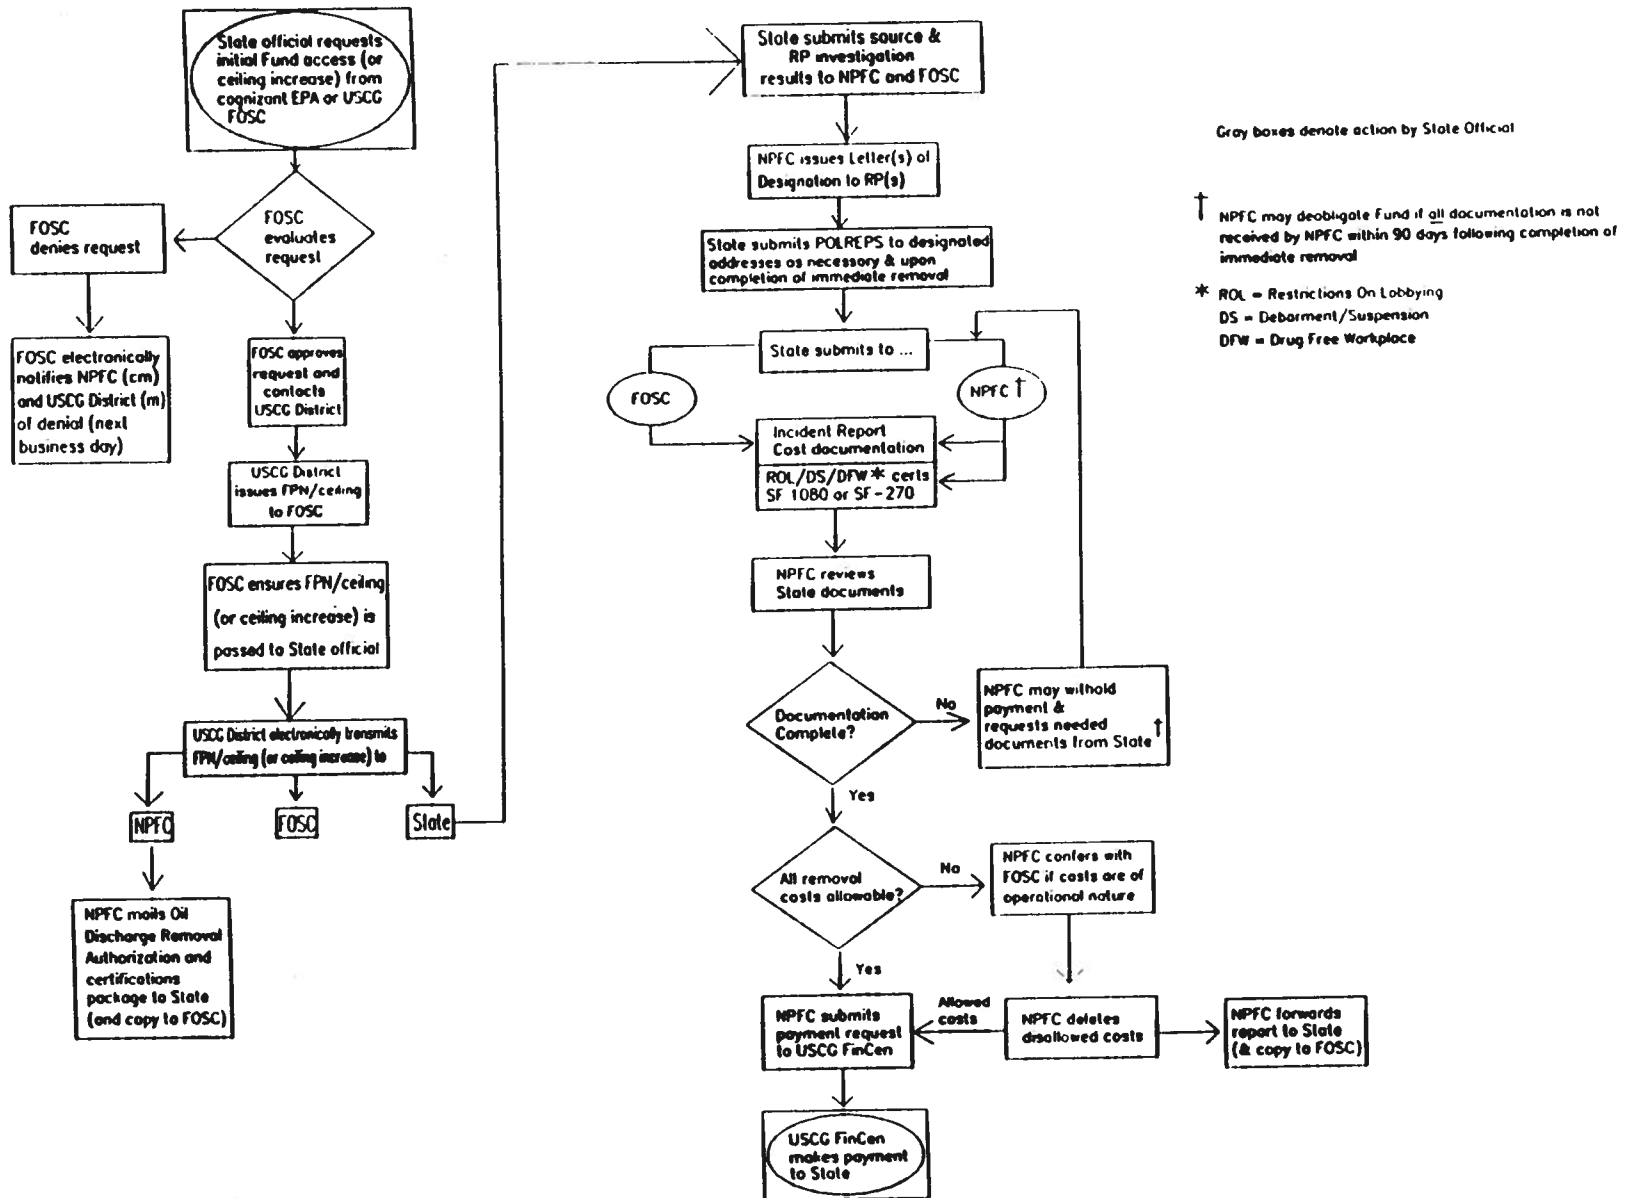 State official requests
initial Fund access (or
ceiling increase) from
cognizant EPA or USCG
FOSC
FOSC
evaluates
request
FOSC
denies request
FOSC electronically
notifies NPFC (cm)
and USCG District (m)
of denial (next
business day)
FOSC approves
request and
contacts
USCG District
USCG District
issues FPN/ceiling
to FOSC
FOSC ensures FPN/ceiling
(or ceiling increase) is
passed to State official
USCG District electronically transmits
FPN/ceiling (or ceiling increase) to
NPFC
FOSC
State
NPFC mails Oil
Discharge Removal
Authorization and
certifications
package to State
(and copy to FOSC)
State submits source &
RP investigation
results to NPFC and FOSC
NPFC issues Letter(s) of
Designation to RP(s)
State submits POLREPS to designated
addresses as necessary & upon
completion of immediate removal
State submits to ...
FOSC
NPFC †
Incident Report
Cost documentation
ROL/DS/DFW* certs
SF 1080 or SF-270
NPFC reviews
State documents
Documentation
Complete?
No
NPFC may withold
payment &
requests needed
documents from State †
Yes
All removal
costs allowable?
No
NPFC confers with
FOSC if costs are of
operational nature
Yes
NPFC submits
payment request
to USCG FinCen
Allowed
costs
NPFC deletes
disallowed costs
NPFC forwards
report to State
(& copy to FOSC)
USCG FinCen
makes payment
to State
Gray boxes denote action by State Official
† NPFC may deobligate Fund if all documentation is not
received by NPFC within 90 days following completion of
immediate removal
* ROL = Restrictions On Lobbying
DS = Debarment/Suspension
DFW = Drug Free Workplace